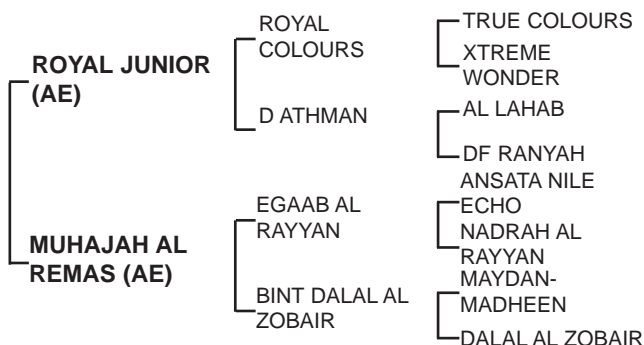 ROYAL JUNIOR
(AE)
MUHAJAH AL
REMAS (AE)
ROYAL
COLOURS
D ATHMAN
EGAAB AL
RAYYAN
BINT DALAL AL
ZOBAIR
TRUE COLOURS
XTREME
WONDER
AL LAHAB
DF RANYAH
ANSATA NILE
ECHO
NADRAH AL
RAYYAN
MAYDAN-
MADHEEN
DALAL AL ZOBAIR